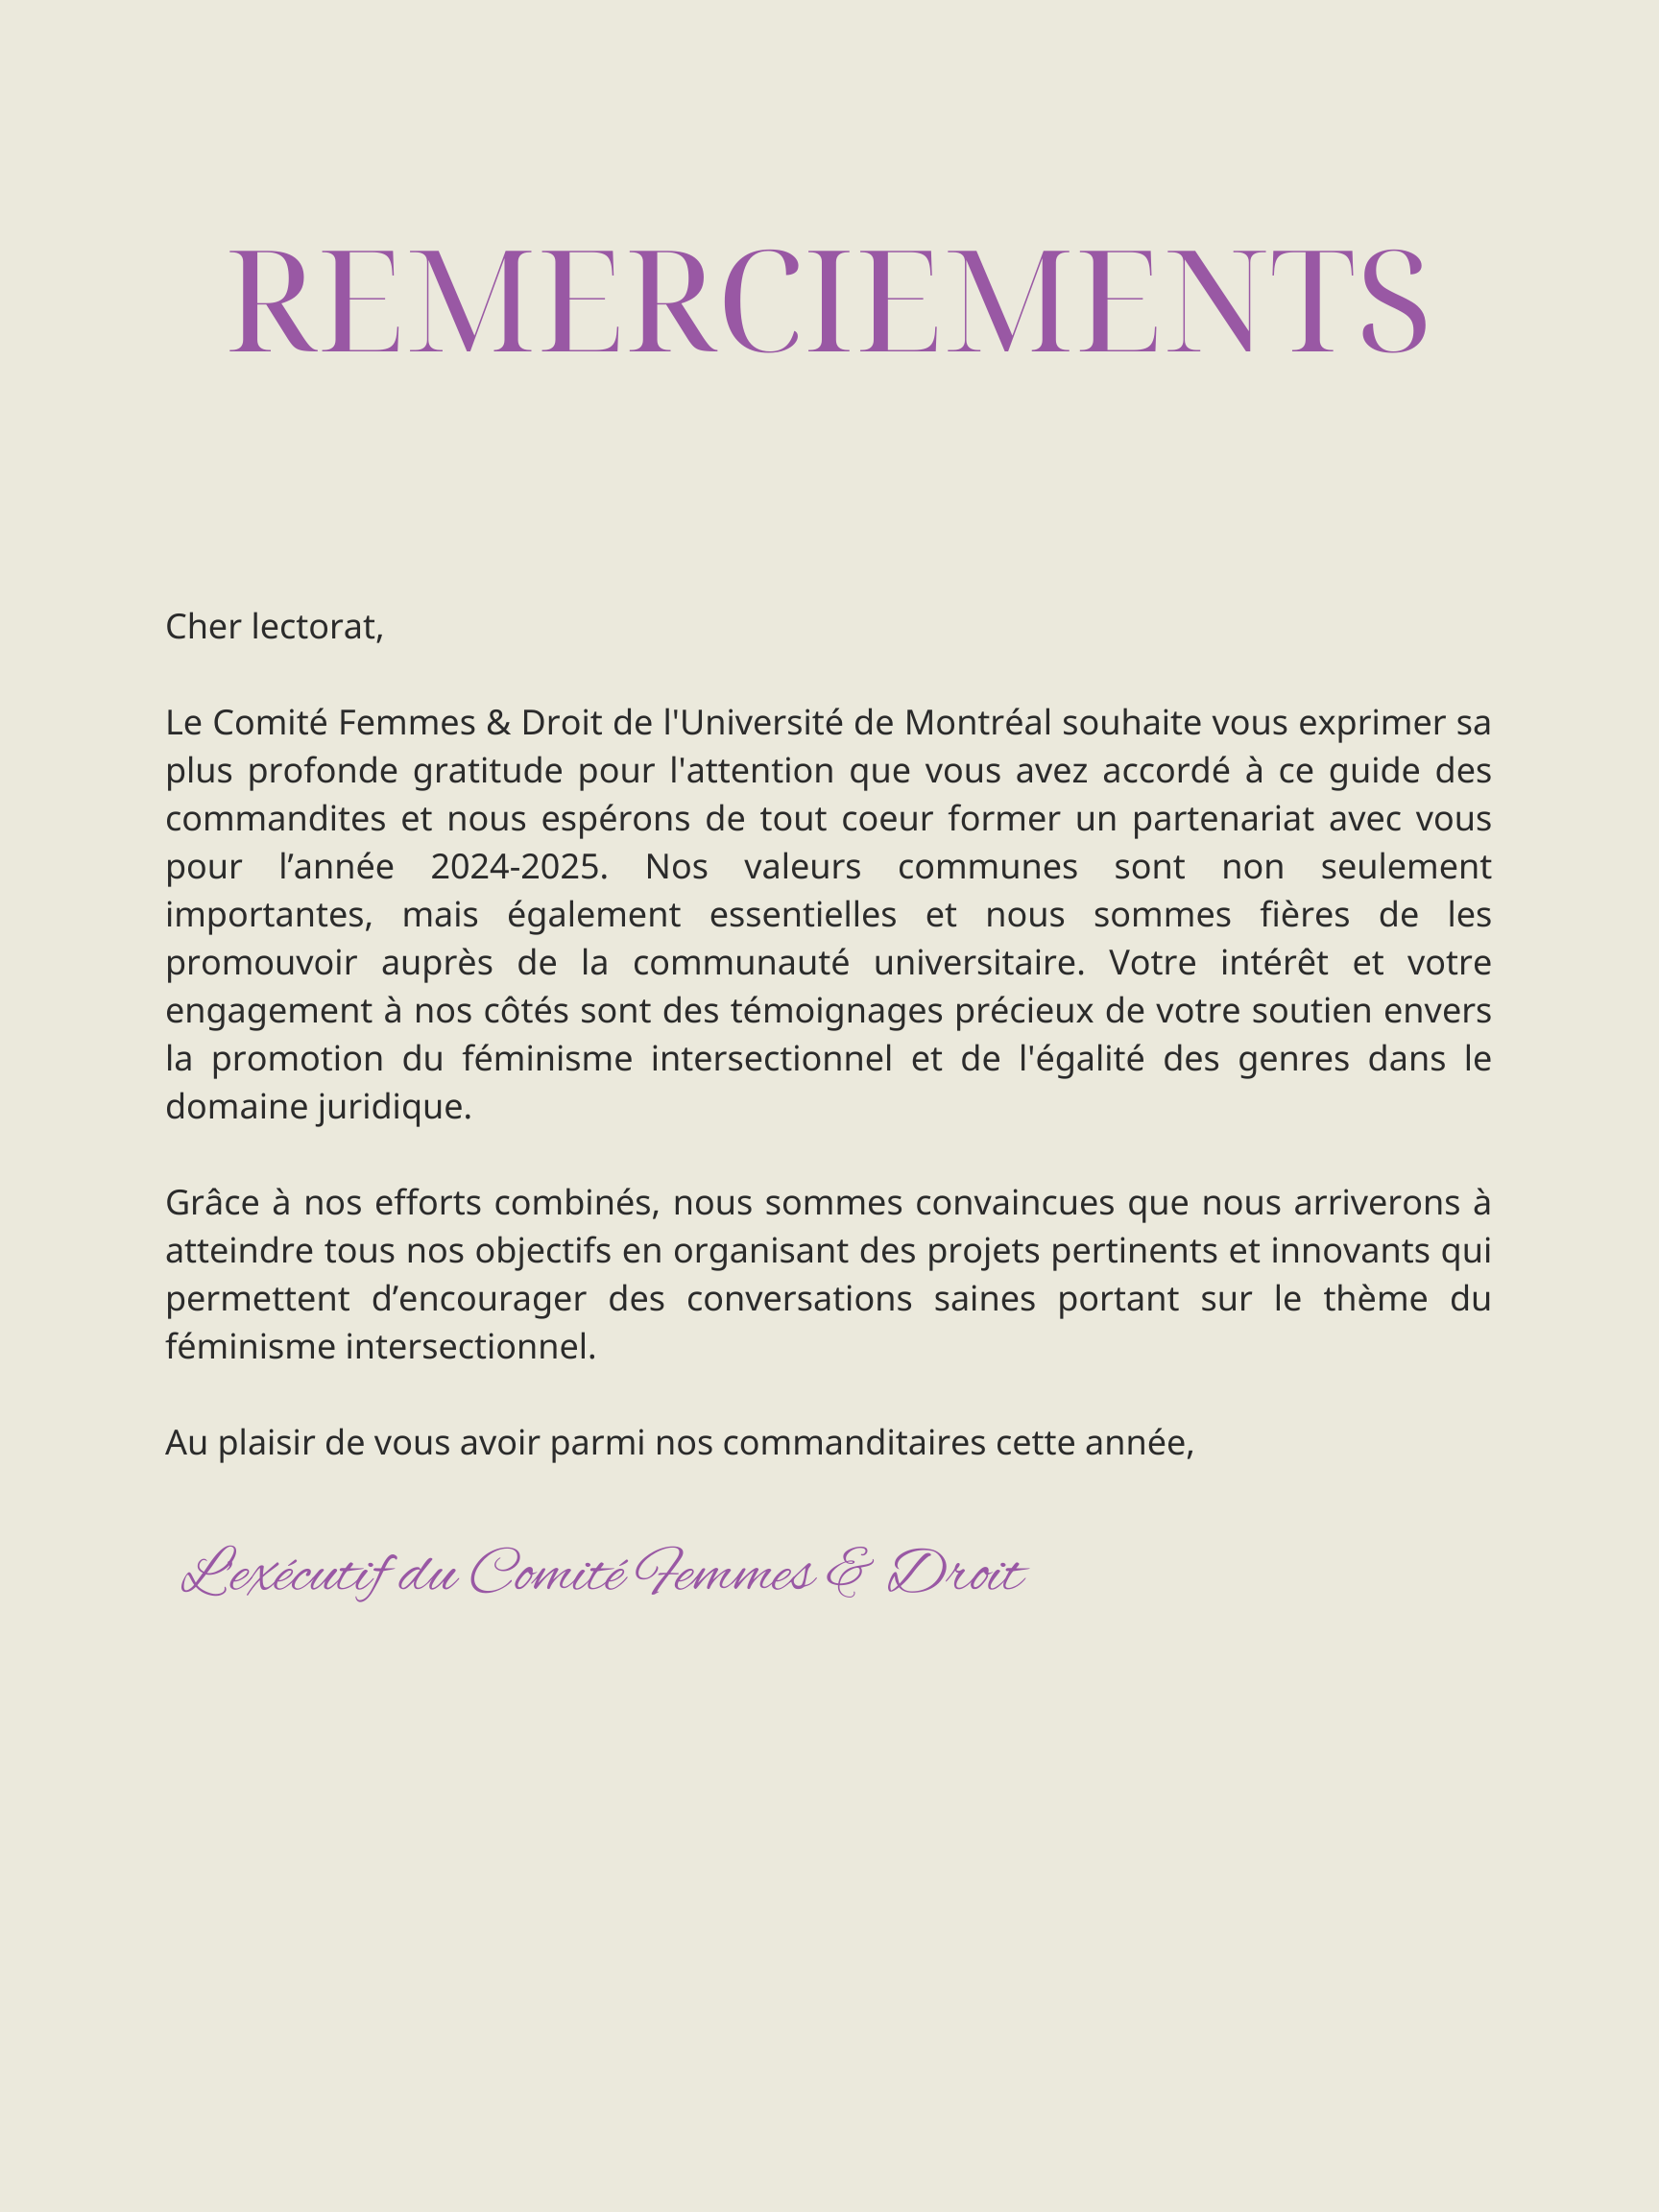 REMERCIEMENTS
Cher lectorat,
Le Comité Femmes & Droit de l'Université de Montréal souhaite vous exprimer sa
plus profonde gratitude pour l'attention que vous avez accordé à ce guide des
commandites et nous espérons de tout coeur former un partenariat avec vous
pour l’année 2024-2025. Nos valeurs communes sont non seulement
importantes, mais également essentielles et nous sommes fières de les
promouvoir auprès de la communauté universitaire. Votre intérêt et votre
engagement à nos côtés sont des témoignages précieux de votre soutien envers
la promotion du féminisme intersectionnel et de l'égalité des genres dans le
domaine juridique.
Grâce à nos efforts combinés, nous sommes convaincues que nous arriverons à
atteindre tous nos objectifs en organisant des projets pertinents et innovants qui
permettent d’encourager des conversations saines portant sur le thème du
féminisme intersectionnel.
Au plaisir de vous avoir parmi nos commanditaires cette année,
L'exécutif du Comité Femmes & Droit